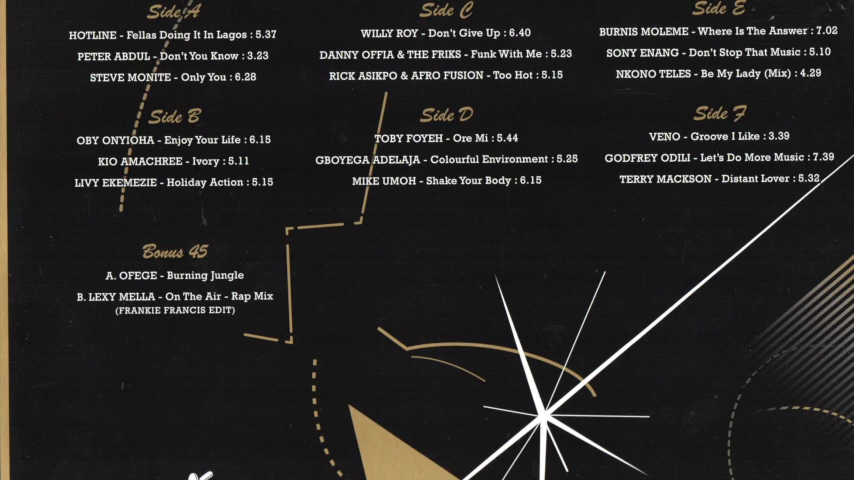 Side A
HOTLINE - Fellas Doing It In Lagos : 5.37
PETER ABDUL - Don't You Know : 3.23
STEVE MONITE - Only You : 6.28
Side B
OBY ONYIOHA - Enjoy Your Life : 6.15
KIO AMACHREE - Ivory : 5.11
LIVY EKEMEZIE - Holiday Action : 5.15
Bonus 45
A. OFEGE - Burning Jungle
B. LEXY MELLA - On The Air - Rap Mix
(FRANKIE FRANCIS EDIT)
Side C
WILLY ROY - Don't Give Up : 6.40
DANNY OFFIA & THE FRIKS - Funk With Me : 5.23
RICK ASIKPO & AFRO FUSION - Too Hot : 5.15
Side D
TOBY FOYEH - Ore Mi : 5.44
GBOYEGA ADELAJA - Colourful Environment : 5.25
MIKE UMOH - Shake Your Body : 6.15
Side E
BURNIS MOLEME - Where Is The Answer : 7.02
SONY ENANG - Don't Stop That Music : 5.10
NKONO TELES - Be My Lady (Mix) : 4.29
Side F
VENO - Groove I Like : 3.39
GODFREY ODILI - Let's Do More Music : 7.39
TERRY MACKSON - Distant Lover : 5.32